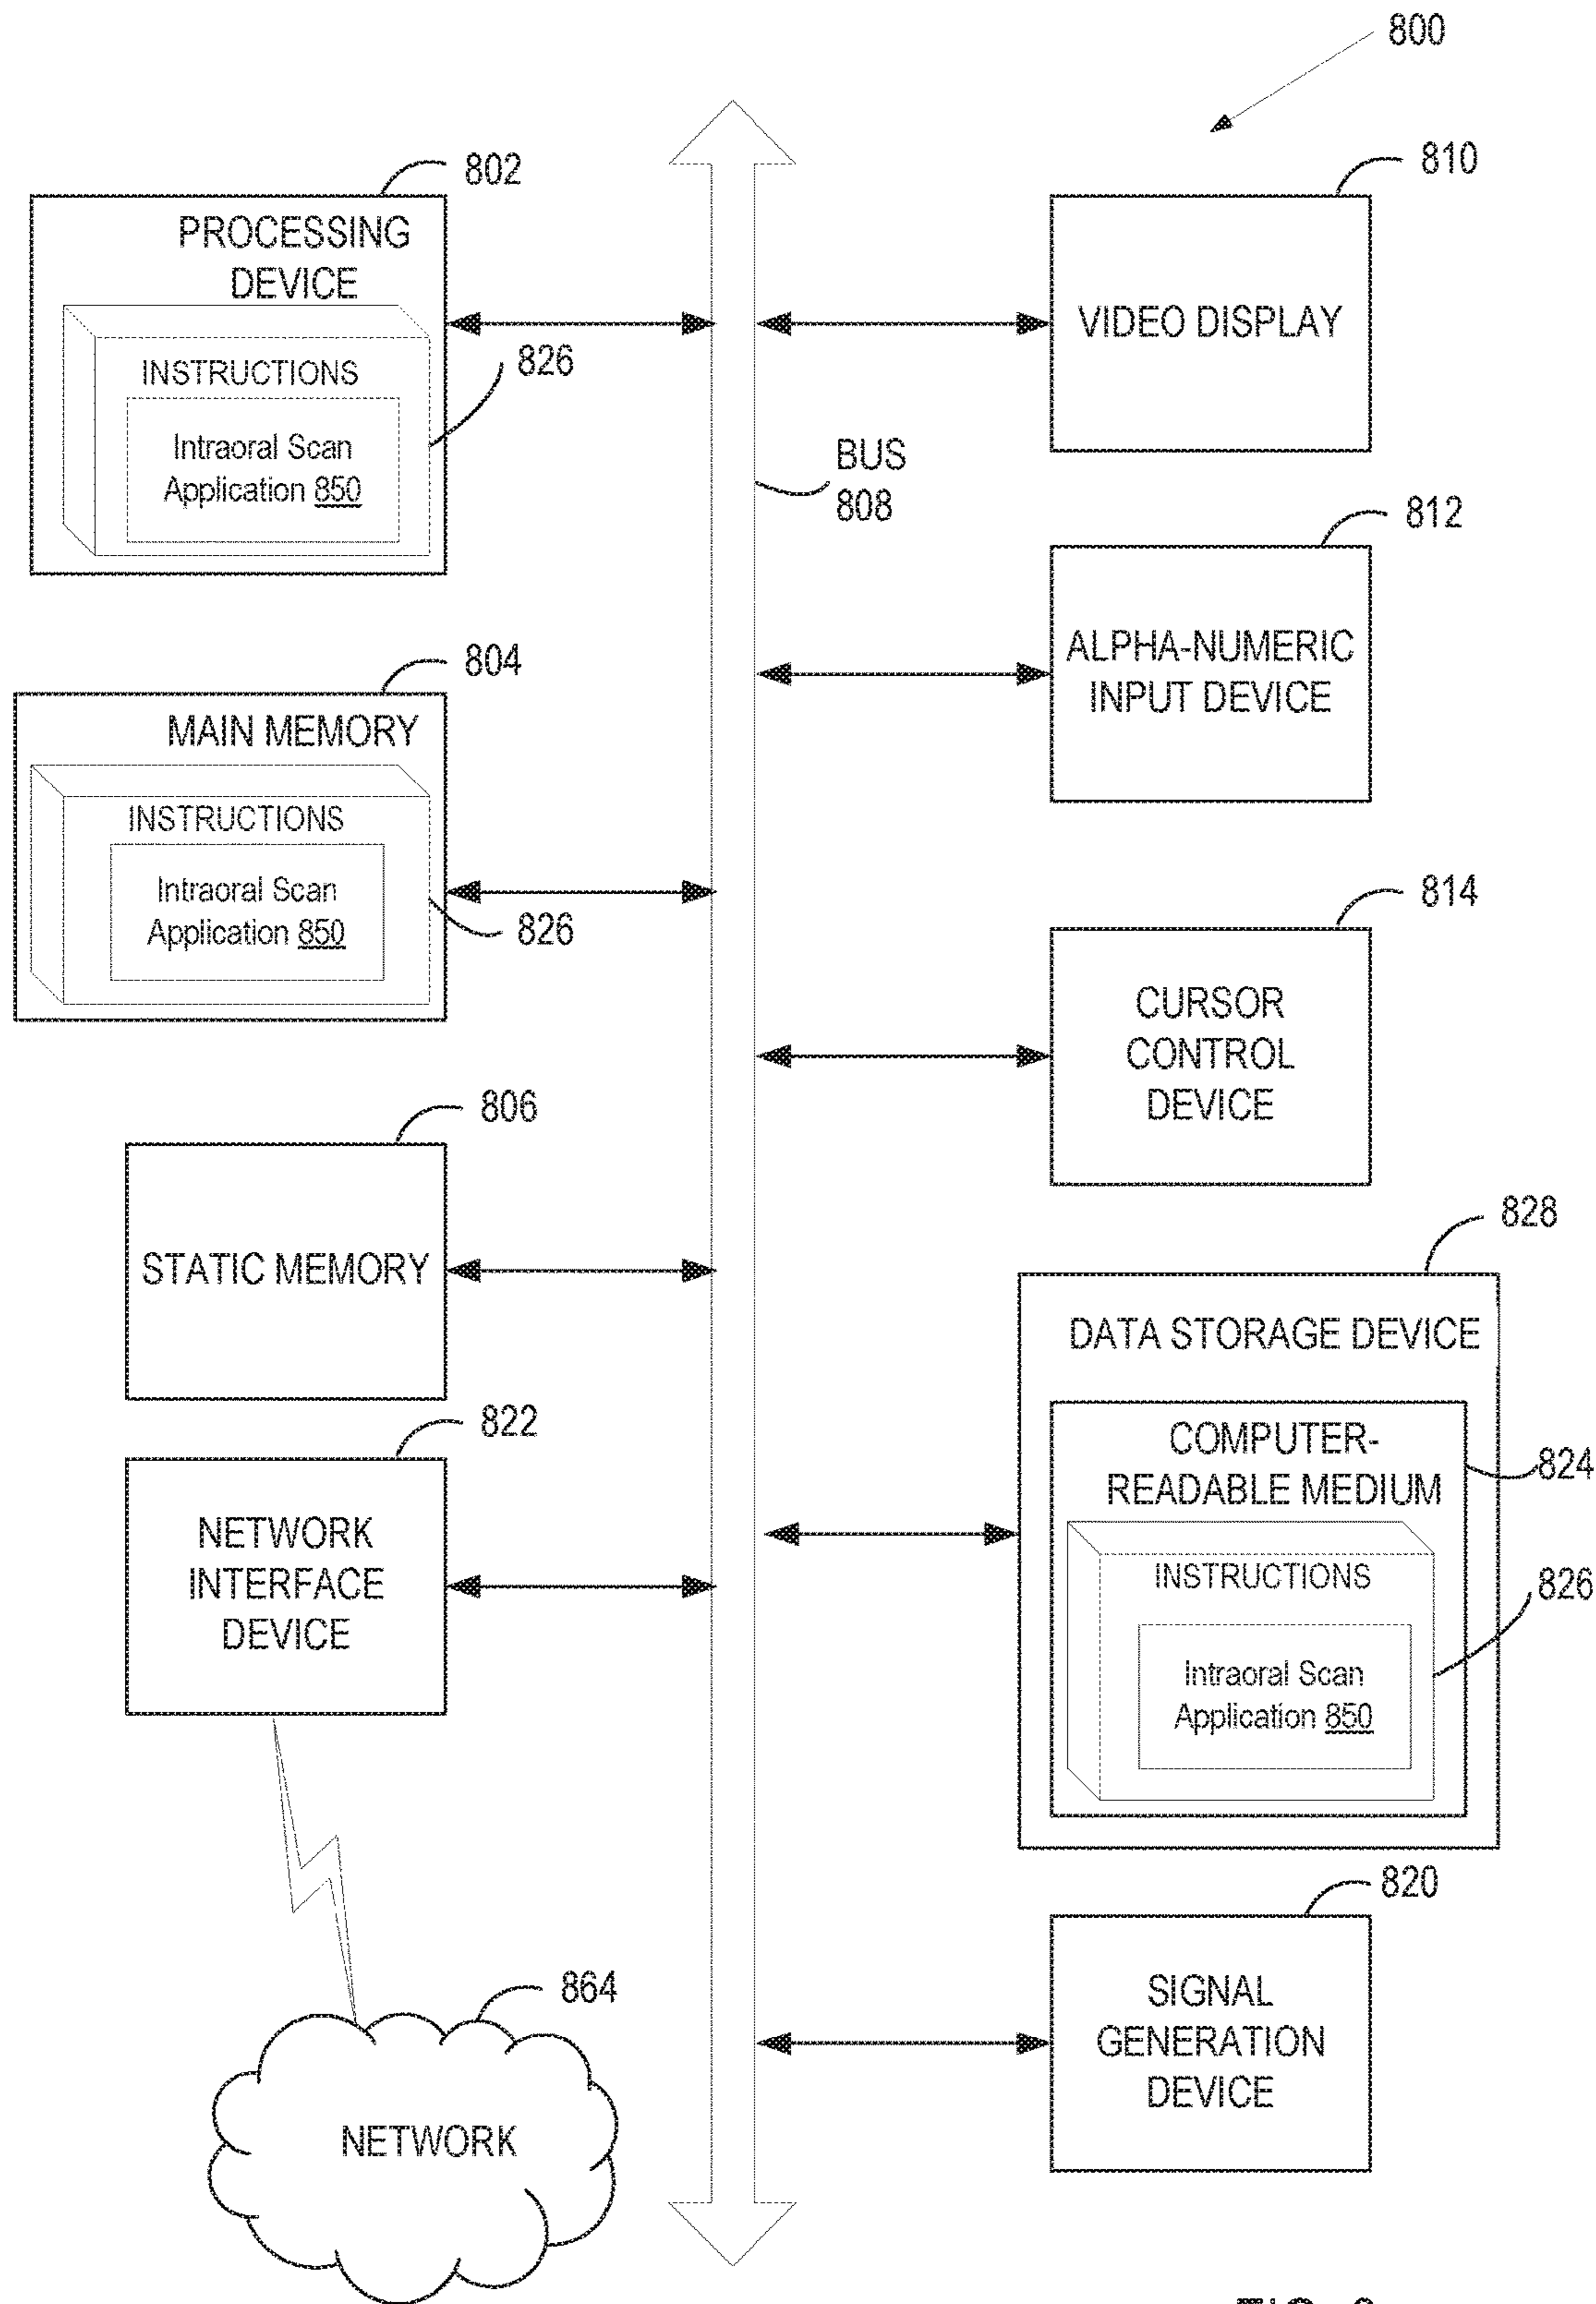 800
802
PROCESSING
DEVICE
INSTRUCTIONS
Intraoral Scan
Application 850
826
804
MAIN MEMORY
INSTRUCTIONS
Intraoral Scan
Application 850
826
806
STATIC MEMORY
822
NETWORK
INTERFACE
DEVICE
864
NETWORK
BUS
808
810
VIDEO DISPLAY
812
ALPHA-NUMERIC
INPUT DEVICE
814
CURSOR
CONTROL
DEVICE
828
DATA STORAGE DEVICE
COMPUTER-
READABLE MEDIUM
824
INSTRUCTIONS
826
Intraoral Scan
Application 850
820
SIGNAL
GENERATION
DEVICE